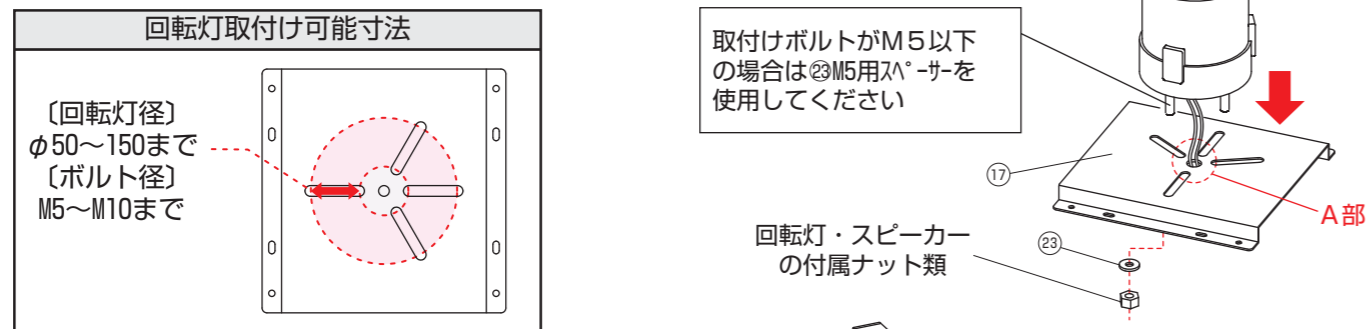 回転灯取付け可能寸法
〔回転灯径〕
φ50～150まで
〔ボルト径〕
M5～M10まで
取付けボルトがM５以下
の場合は㉓M5用ｽﾍﾟｰｻｰを
使用してください
⑰
A部
回転灯・スピーカー
の付属ナット類
㉓